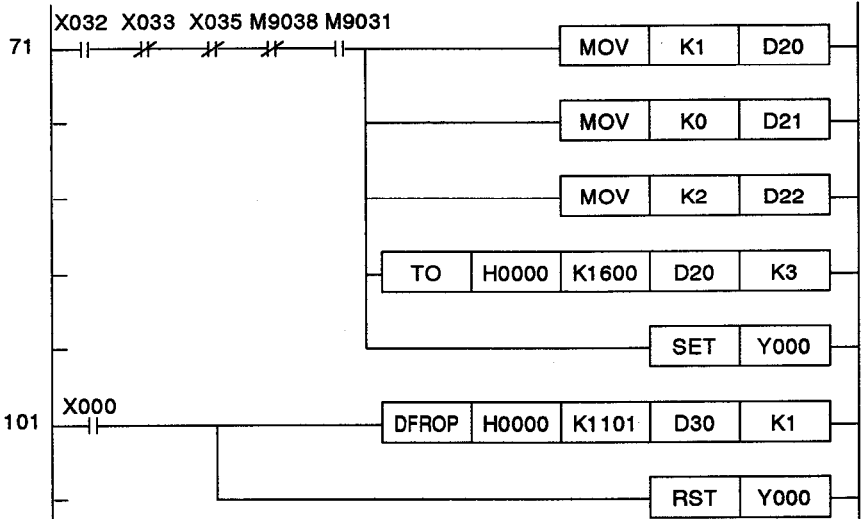 X032 X033 X035 M9038 M9031
71 MOV K1 D20
MOV K0 D21
MOV K2 D22
TO H0000 K1600 D20 K3
SET Y000
X000
101 DFROP H0000 K1101 D30 K1
RST Y000